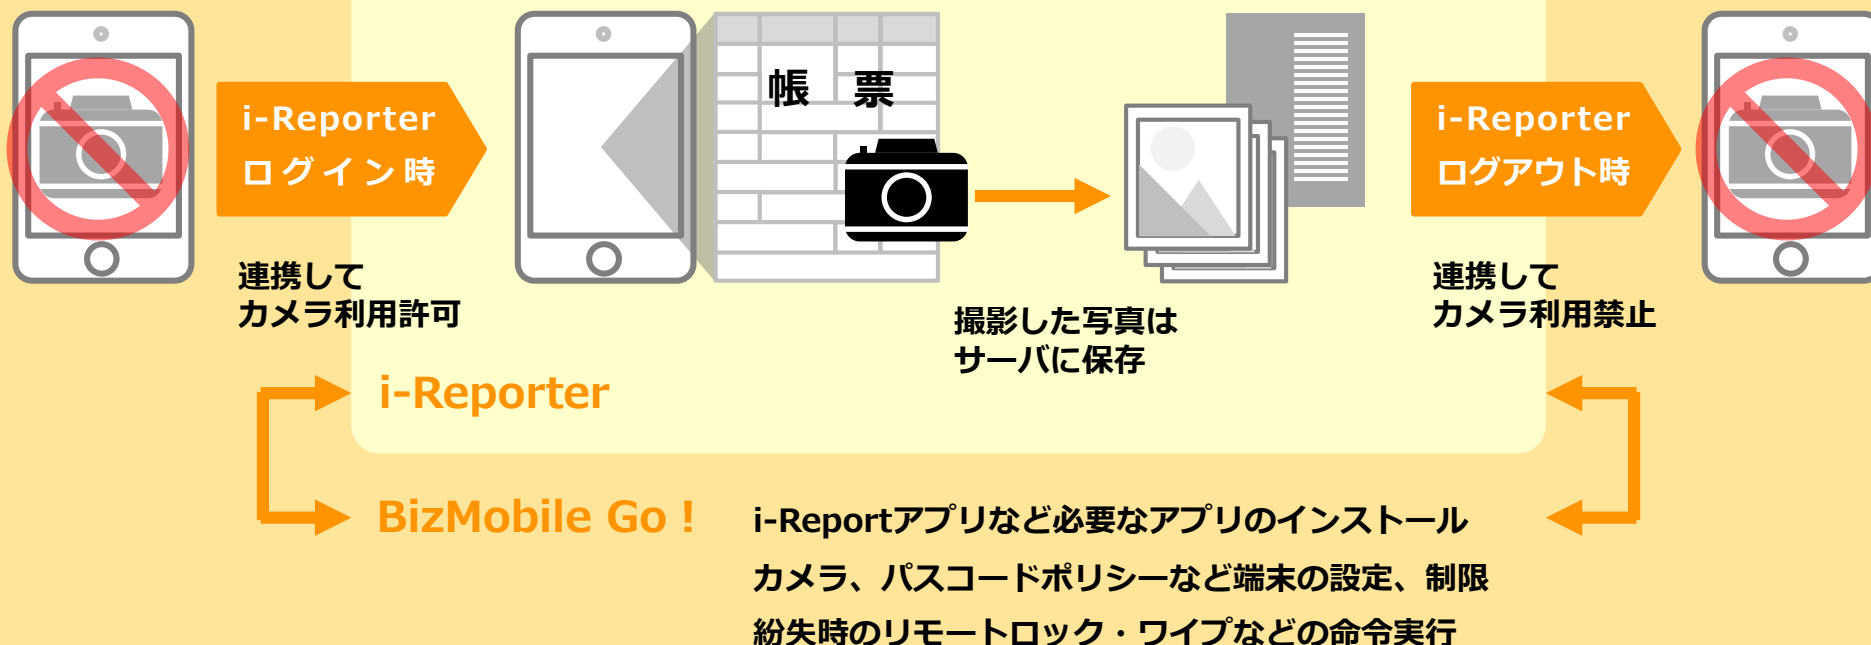 帳 票
i-Reporter
ログイン時
i-Reporter
ログアウト時
連携して
カメラ利用許可
撮影した写真は
サーバに保存
連携して
カメラ利用禁止
i-Reporter
BizMobile Go！
i-Reportアプリなど必要なアプリのインストール
カメラ、パスコードポリシーなど端末の設定、制限
紛失時のリモートロック・ワイプなどの命令実行